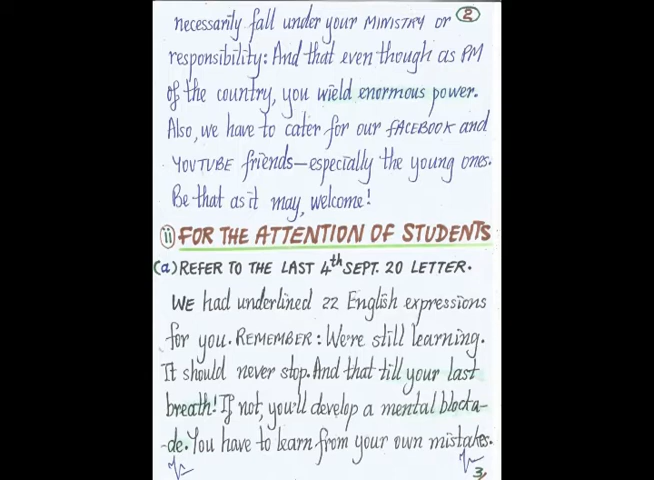 necessarily fall under your MINISTRY or ②
responsibility: And that even though as PM
of the country, you wield enormous power.
Also, we have to cater for our FACEBOOK and
YOUTUBE friends—especially the young ones.
Be that as it may, welcome!
ⓘⓘ FOR THE ATTENTION OF STUDENTS
(a) REFER TO THE LAST 4th SEPT. 20 LETTER.
WE had underlined 22 English expressions
for you. REMEMBER: We're still learning.
It should never stop. And that till your last
breath! If not, you'll develop a mental blocka-
-de. You have to learn from your own mistakes.
3